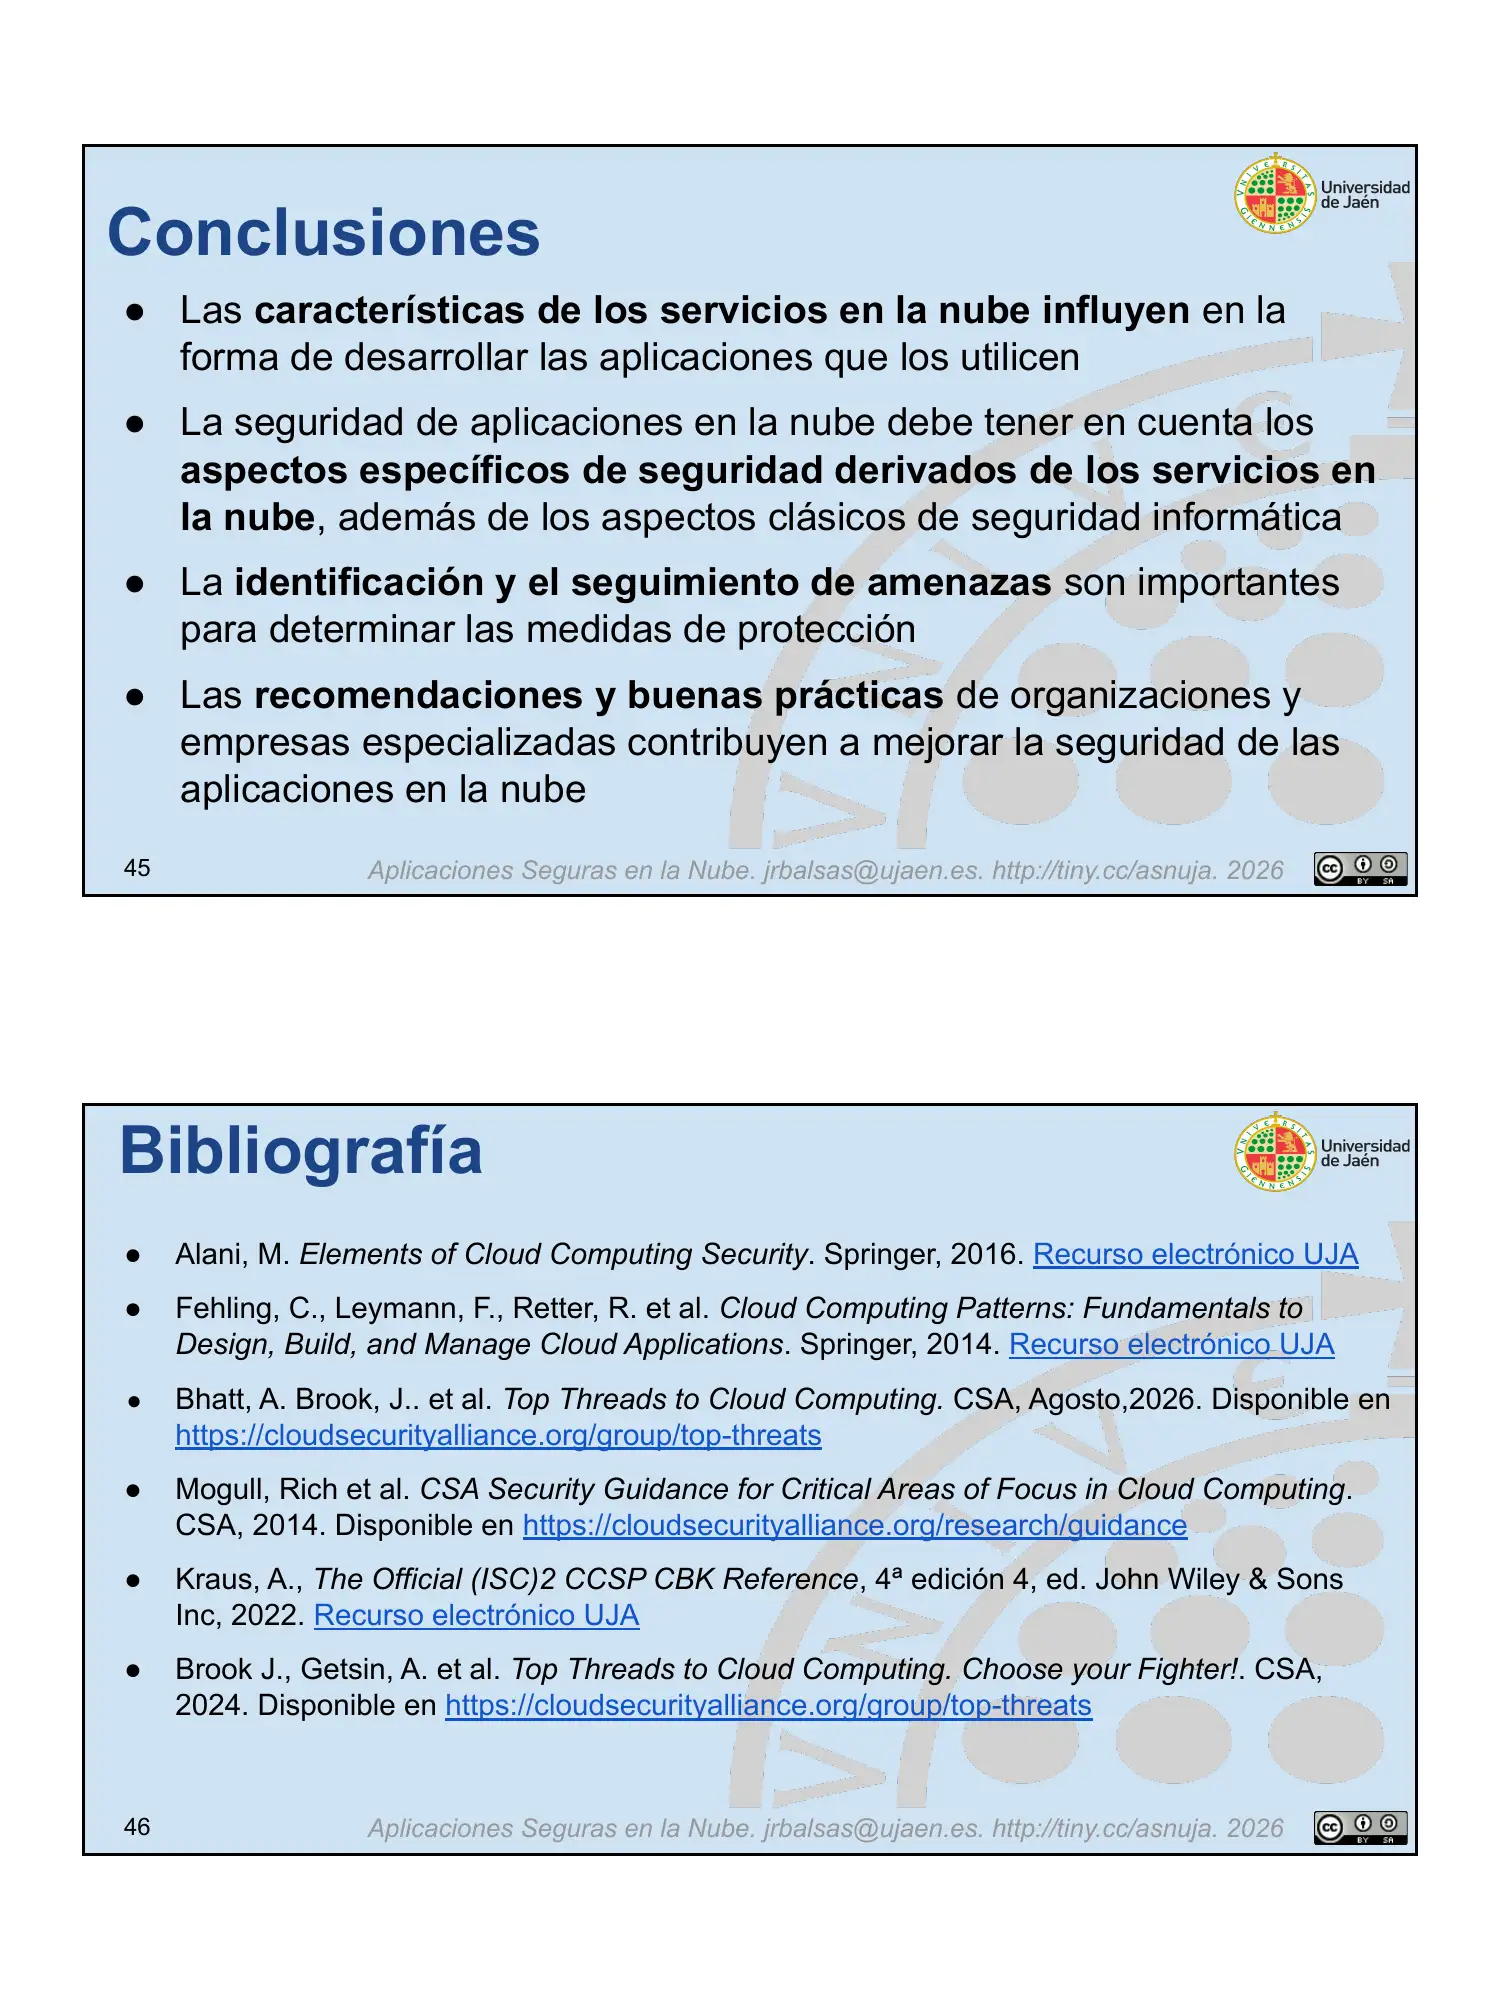 Universidad
de Jaén
Conclusiones
● Las características de los servicios en la nube influyen en la
forma de desarrollar las aplicaciones que los utilicen
● La seguridad de aplicaciones en la nube debe tener en cuenta los
aspectos específicos de seguridad derivados de los servicios en
la nube, además de los aspectos clásicos de seguridad informática
● La identificación y el seguimiento de amenazas son importantes
para determinar las medidas de protección
● Las recomendaciones y buenas prácticas de organizaciones y
empresas especializadas contribuyen a mejorar la seguridad de las
aplicaciones en la nube
45 Aplicaciones Seguras en la Nube. jrbalsas@ujaen.es. http://tiny.cc/asnuja. 2026
cc BY SA
Bibliografía
Universidad
de Jaén
● Alani, M. Elements of Cloud Computing Security. Springer, 2016. Recurso electrónico UJA
● Fehling, C., Leymann, F., Retter, R. et al. Cloud Computing Patterns: Fundamentals to
Design, Build, and Manage Cloud Applications. Springer, 2014. Recurso electrónico UJA
● Bhatt, A. Brook, J.. et al. Top Threads to Cloud Computing. CSA, Agosto,2026. Disponible en
https://cloudsecurityalliance.org/group/top-threats
● Mogull, Rich et al. CSA Security Guidance for Critical Areas of Focus in Cloud Computing.
CSA, 2014. Disponible en https://cloudsecurityalliance.org/research/guidance
● Kraus, A., The Official (ISC)2 CCSP CBK Reference, 4ª edición 4, ed. John Wiley & Sons
Inc, 2022. Recurso electrónico UJA
● Brook J., Getsin, A. et al. Top Threads to Cloud Computing. Choose your Fighter!. CSA,
2024. Disponible en https://cloudsecurityalliance.org/group/top-threats
46 Aplicaciones Seguras en la Nube. jrbalsas@ujaen.es. http://tiny.cc/asnuja. 2026
cc BY SA